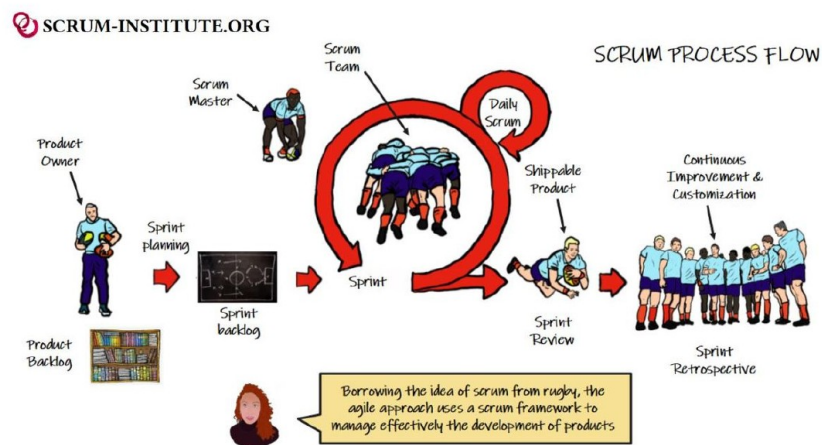 SCRUM-INSTITUTE.ORG
SCRUM PROCESS FLOW
Scrum
Team
Scrum
Master
Daily
Scrum
Product
Owner
Shippable
Product
Continuous
Improvement &
Customization
Sprint
planning
Sprint
Sprint
backlog
Product
Backlog
Sprint
Review
Sprint
Retrospective
Borrowing the idea of scrum from rugby, the
agile approach uses a scrum framework to
manage effectively the development of products